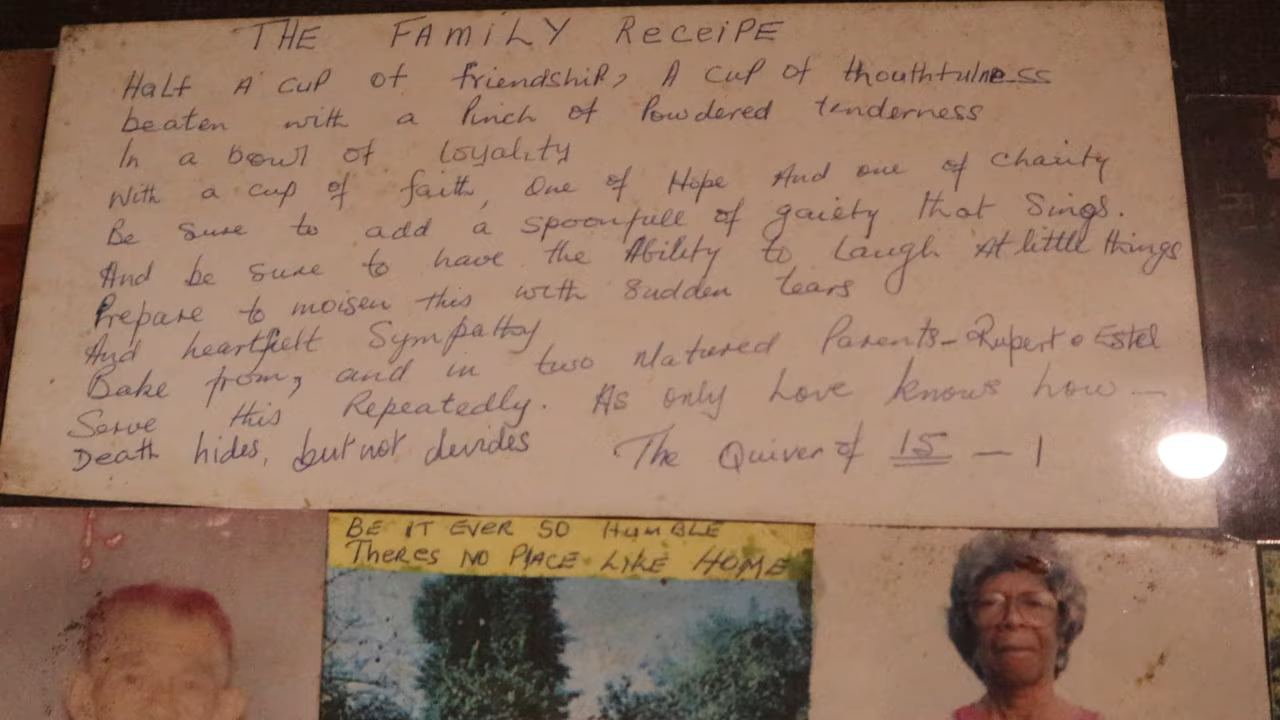 THE FAMILY ReceiPE
HaLf A cuP of friendshiP, A cuP of thouthtulness
beaten with a Pinch of Powdered tenderness
In a bowl of Loyality
With a cup of faith, One of Hope And one of charity
Be Sure to add a spoonfull of gaiety that Sings.
And be sure to have the Ability to Laugh At little things
Prepare to moisen this with Sudden tears
And heartfelt Sympathy
Bake from, and in two Matured Parents - Rupert & Estel
Serve this Repeatedly. As only Love knows how -
Death hides, but not divides The Quiver of 15 - 1
BE IT EVER SO HumBLE
THeRES NO PlACE LIKE HOME